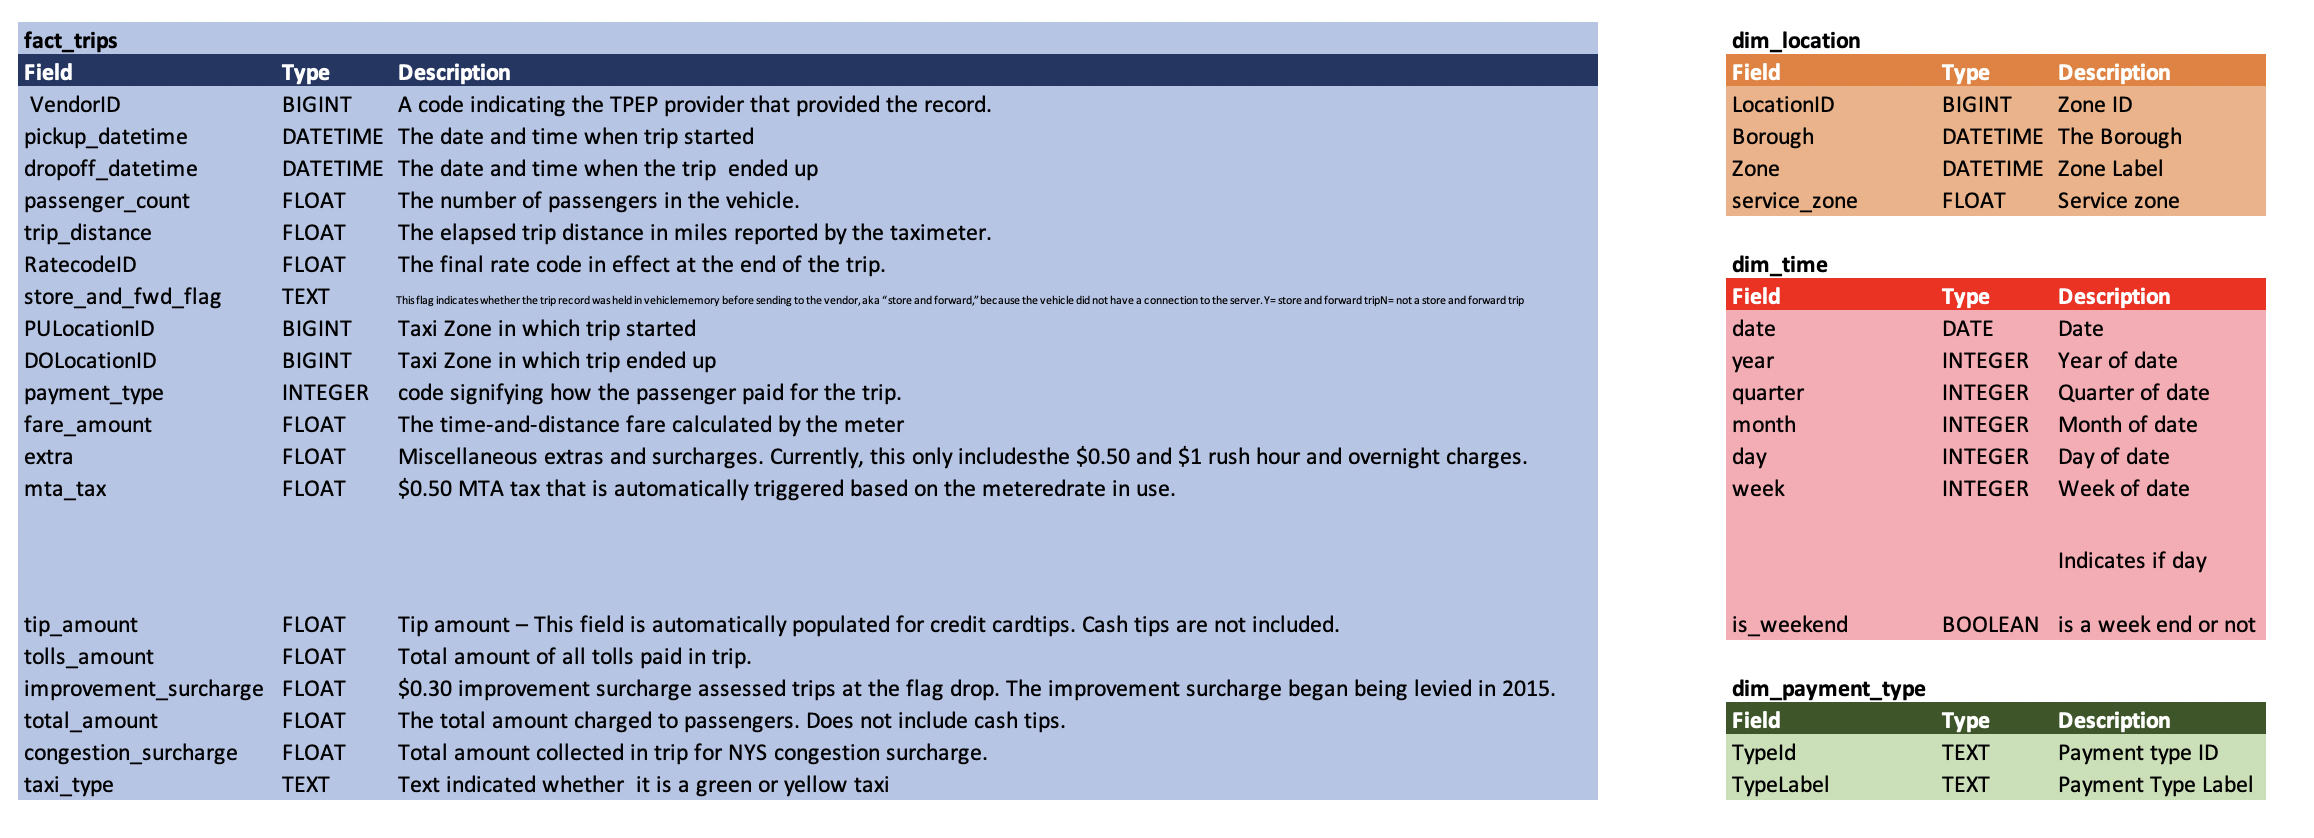 fact_trips
Field Type Description
VendorID BIGINT A code indicating the TPEP provider that provided the record.
pickup_datetime DATETIME The date and time when trip started
dropoff_datetime DATETIME The date and time when the trip  ended up
passenger_count FLOAT The number of passengers in the vehicle.
trip_distance FLOAT The elapsed trip distance in miles reported by the taximeter.
RatecodeID FLOAT The final rate code in effect at the end of the trip.
store_and_fwd_flag TEXT This flag indicates whether the trip record was held in vehiclememory before sending to the vendor, aka “store and forward,” because the vehicle did not have a connection to the server. Y= store and forward tripN= not a store and forward trip
PULocationID BIGINT Taxi Zone in which trip started
DOLocationID BIGINT Taxi Zone in which trip ended up
payment_type INTEGER code signifying how the passenger paid for the trip.
fare_amount FLOAT The time-and-distance fare calculated by the meter
extra FLOAT Miscellaneous extras and surcharges. Currently, this only includesthe $0.50 and $1 rush hour and overnight charges.
mta_tax FLOAT $0.50 MTA tax that is automatically triggered based on the meteredrate in use.
tip_amount FLOAT Tip amount – This field is automatically populated for credit cardtips. Cash tips are not included.
tolls_amount FLOAT Total amount of all tolls paid in trip.
improvement_surcharge FLOAT $0.30 improvement surcharge assessed trips at the flag drop. The improvement surcharge began being levied in 2015.
total_amount FLOAT The total amount charged to passengers. Does not include cash tips.
congestion_surcharge FLOAT Total amount collected in trip for NYS congestion surcharge.
taxi_type TEXT Text indicated whether  it is a green or yellow taxi
dim_location
Field Type Description
LocationID BIGINT Zone ID
Borough DATETIME The Borough
Zone DATETIME Zone Label
service_zone FLOAT Service zone
dim_time
Field Type Description
date DATE Date
year INTEGER Year of date
quarter INTEGER Quarter of date
month INTEGER Month of date
day INTEGER Day of date
week INTEGER Week of date
Indicates if day
is_weekend BOOLEAN is a week end or not
dim_payment_type
Field Type Description
TypeId TEXT Payment type ID
TypeLabel TEXT Payment Type Label